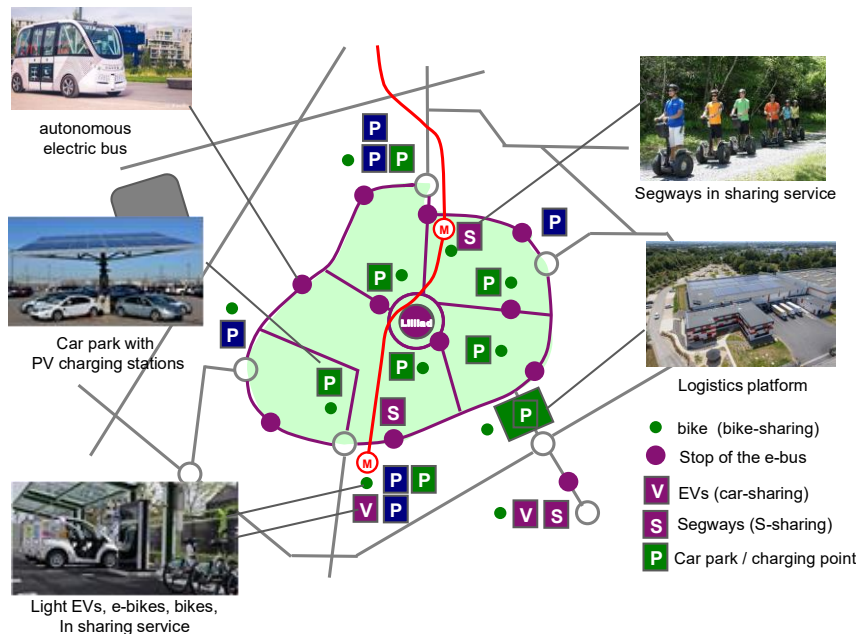 autonomous
electric bus
Segways in sharing service
P
P P
P
M
S
P
P
Lilliad
P
Car park with
PV charging stations
P
P
P
P
Logistics platform
S
P
bike (bike-sharing)
M
Stop of the e-bus
P P
V P
V S
V EVs (car-sharing)
S Segways (S-sharing)
P Car park / charging point
Light EVs, e-bikes, bikes,
In sharing service